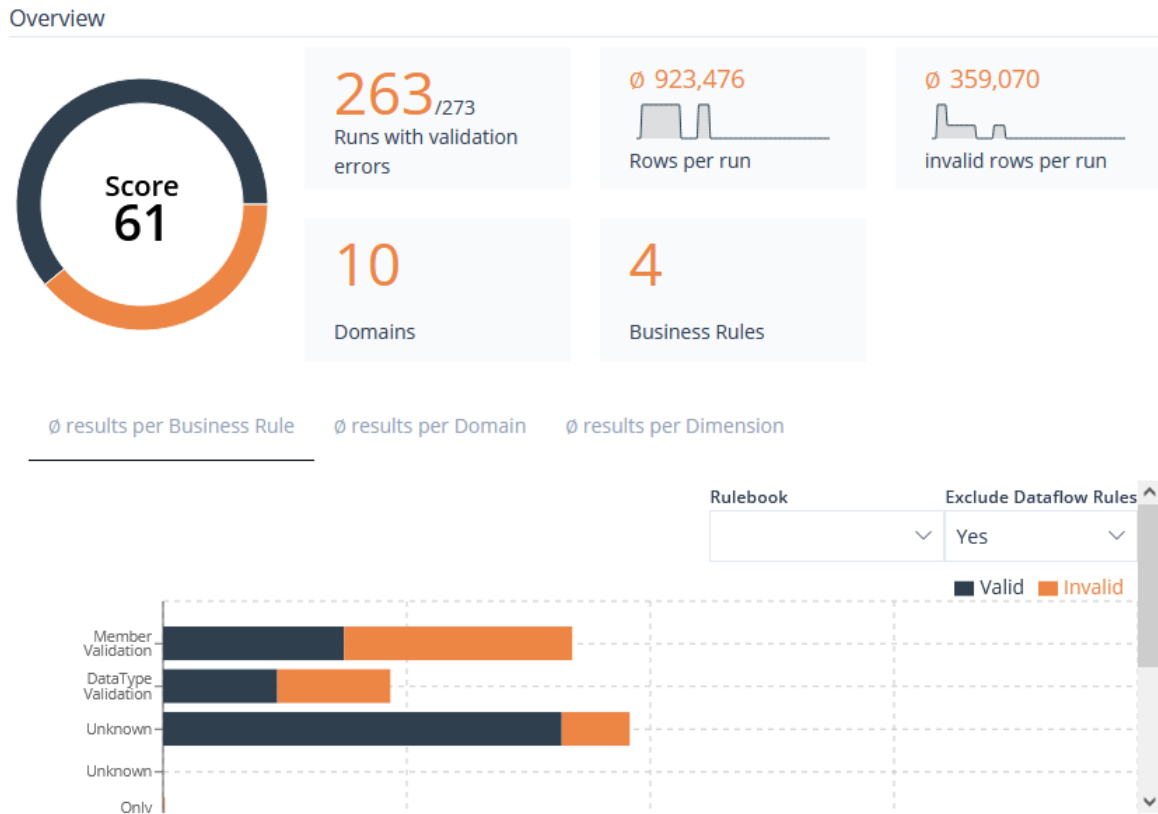 Overview
Score
61
263/273
Runs with validation
errors
Ø 923,476
Rows per run
Ø 359,070
invalid rows per run
10
Domains
4
Business Rules
Ø results per Business Rule
Ø results per Domain
Ø results per Dimension
Rulebook
Exclude Dataflow Rules
Yes
Valid
Invalid
Member
Validation
DataType
Validation
Unknown
Unknown
Only